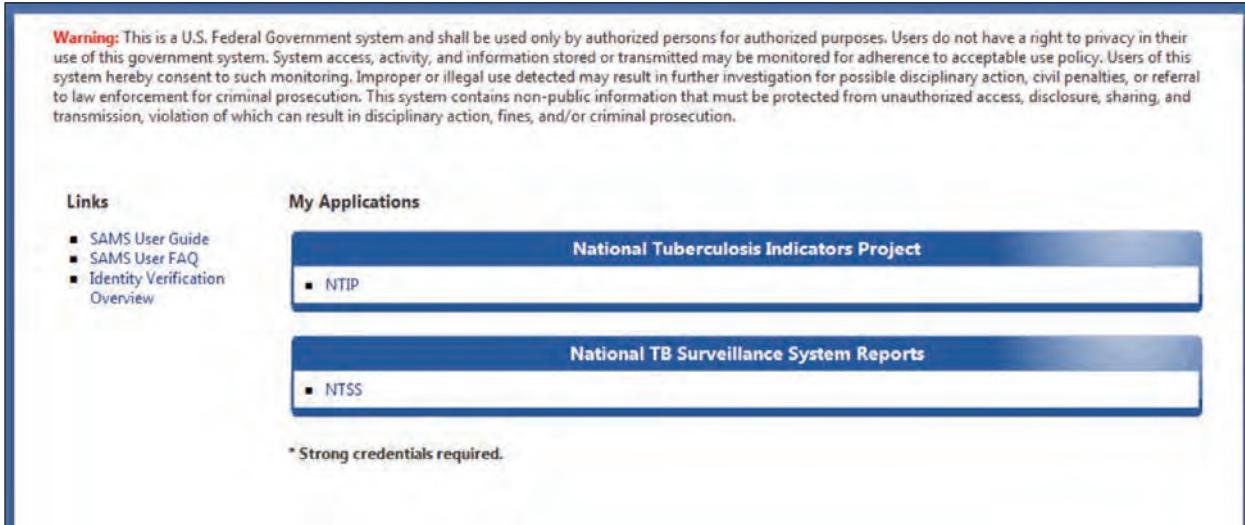 Warning: This is a U.S. Federal Government system and shall be used only by authorized persons for authorized purposes. Users do not have a right to privacy in their
use of this government system. System access, activity, and information stored or transmitted may be monitored for adherence to acceptable use policy. Users of this
system hereby consent to such monitoring. Improper or illegal use detected may result in further investigation for possible disciplinary action, civil penalties, or referral
to law enforcement for criminal prosecution. This system contains non-public information that must be protected from unauthorized access, disclosure, sharing, and
transmission, violation of which can result in disciplinary action, fines, and/or criminal prosecution.
Links
▪ SAMS User Guide
▪ SAMS User FAQ
▪ Identity Verification
Overview
My Applications
National Tuberculosis Indicators Project
▪ NTIP
National TB Surveillance System Reports
▪ NTSS
* Strong credentials required.